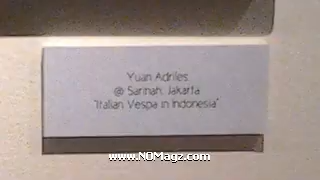 Yuan Adriles
@ Sarinah, Jakarta
"Italian Vespa in Indonesia"
www.NOMagz.com